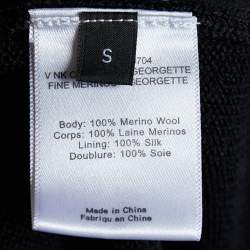 S
704
V NK
GEORGETTE
FINE MERINO
GEORGETTE
Body: 100% Merino Wool
Corps: 100% Laine Merinos
Lining: 100% Silk
Doublure: 100% Soie
Made in China
Fabriqu en Chine